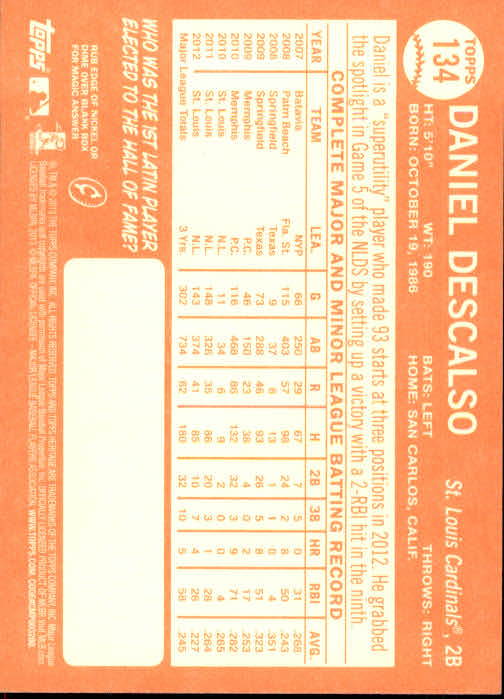 TOPPS
134
DANIEL DESCALSO
St. Louis Cardinals®, 2B
HT: 5'10" WT: 190 BATS: LEFT THROWS: RIGHT
BORN: OCTOBER 19, 1986 HOME: SAN CARLOS, CALIF.
Daniel is a "superutility" player who made 93 starts at three positions in 2012. He grabbed
the spotlight in Game 5 of the NLDS by setting up a victory with a 2-RBI hit in the ninth.
COMPLETE MAJOR AND MINOR LEAGUE BATTING RECORD
YEAR TEAM LEA. G AB R H 2B 3B HR RBI AVG.
2007 Batavia NYP 66 250 29 67 7 5 0 31 .268
2008 Palm Beach Fla. St. 115 403 57 98 24 2 8 50 .243
2008 Springfield Texas 9 37 6 13 1 1 0 4 .351
2009 Springfield Texas 73 288 46 93 26 5 8 51 .323
2009 Memphis P.C. 46 150 23 38 4 0 2 17 .253
2010 Memphis P.C. 116 468 86 132 32 3 9 71 .282
2010 St. Louis N.L. 11 34 6 9 2 0 0 4 .265
2011 St. Louis N.L. 148 326 35 86 20 3 1 28 .264
2012 St. Louis N.L. 143 374 41 85 10 7 4 26 .227
Major League Totals 3 Yrs. 302 734 82 180 32 10 5 58 .245
WHO WAS THE 1ST LATIN PLAYER
ELECTED TO THE HALL OF FAME?
RUB EDGE OF NICKEL OR
DIME OVER BLANK BOX
FOR MAGIC ANSWER
TOPPS